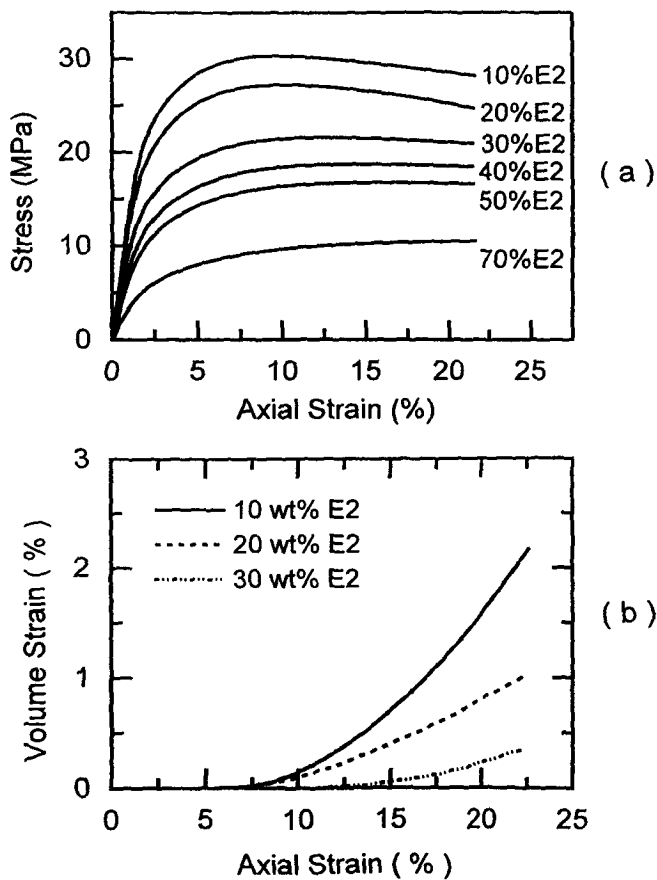 30
20
10
0
Stress (MPa)
10%E2
20%E2
30%E2
40%E2
50%E2
70%E2
( a )
0 5 10 15 20 25
Axial Strain (%)
3
2
1
0
Volume Strain ( % )
10 wt% E2
20 wt% E2
30 wt% E2
( b )
0 5 10 15 20 25
Axial Strain ( % )